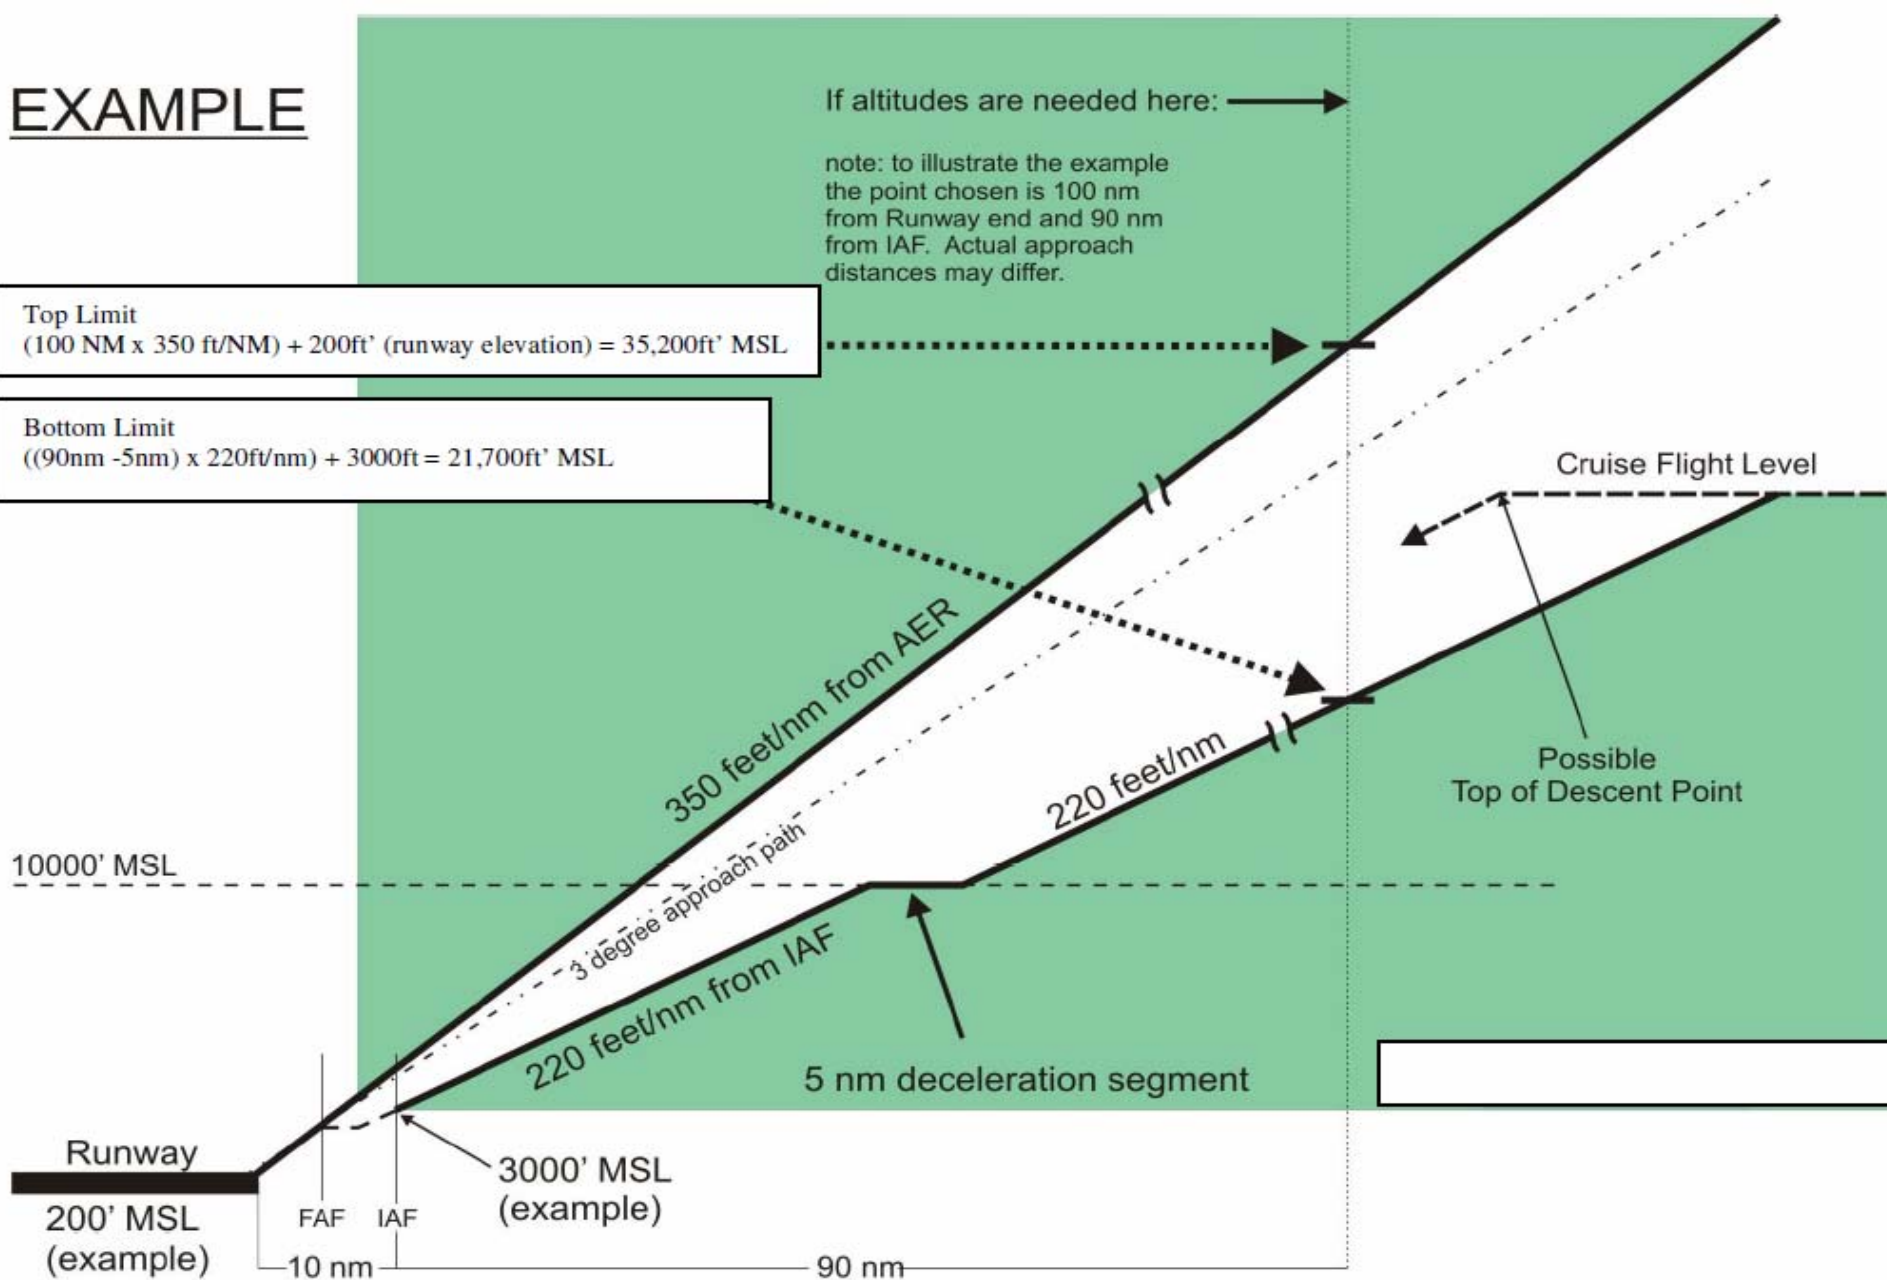 EXAMPLE
If altitudes are needed here:
note: to illustrate the example
the point chosen is 100 nm
from Runway end and 90 nm
from IAF. Actual approach
distances may differ.
Top Limit
(100 NM x 350 ft/NM) + 200ft' (runway elevation) = 35,200ft' MSL
Bottom Limit
((90nm -5nm) x 220ft/nm) + 3000ft = 21,700ft' MSL
Cruise Flight Level
350 feet/nm from AER
220 feet/nm
Possible
Top of Descent Point
3 degree approach path
10000' MSL
220 feet/nm from IAF
5 nm deceleration segment
Runway
200' MSL
(example)
3000' MSL
(example)
FAF
IAF
10 nm
90 nm